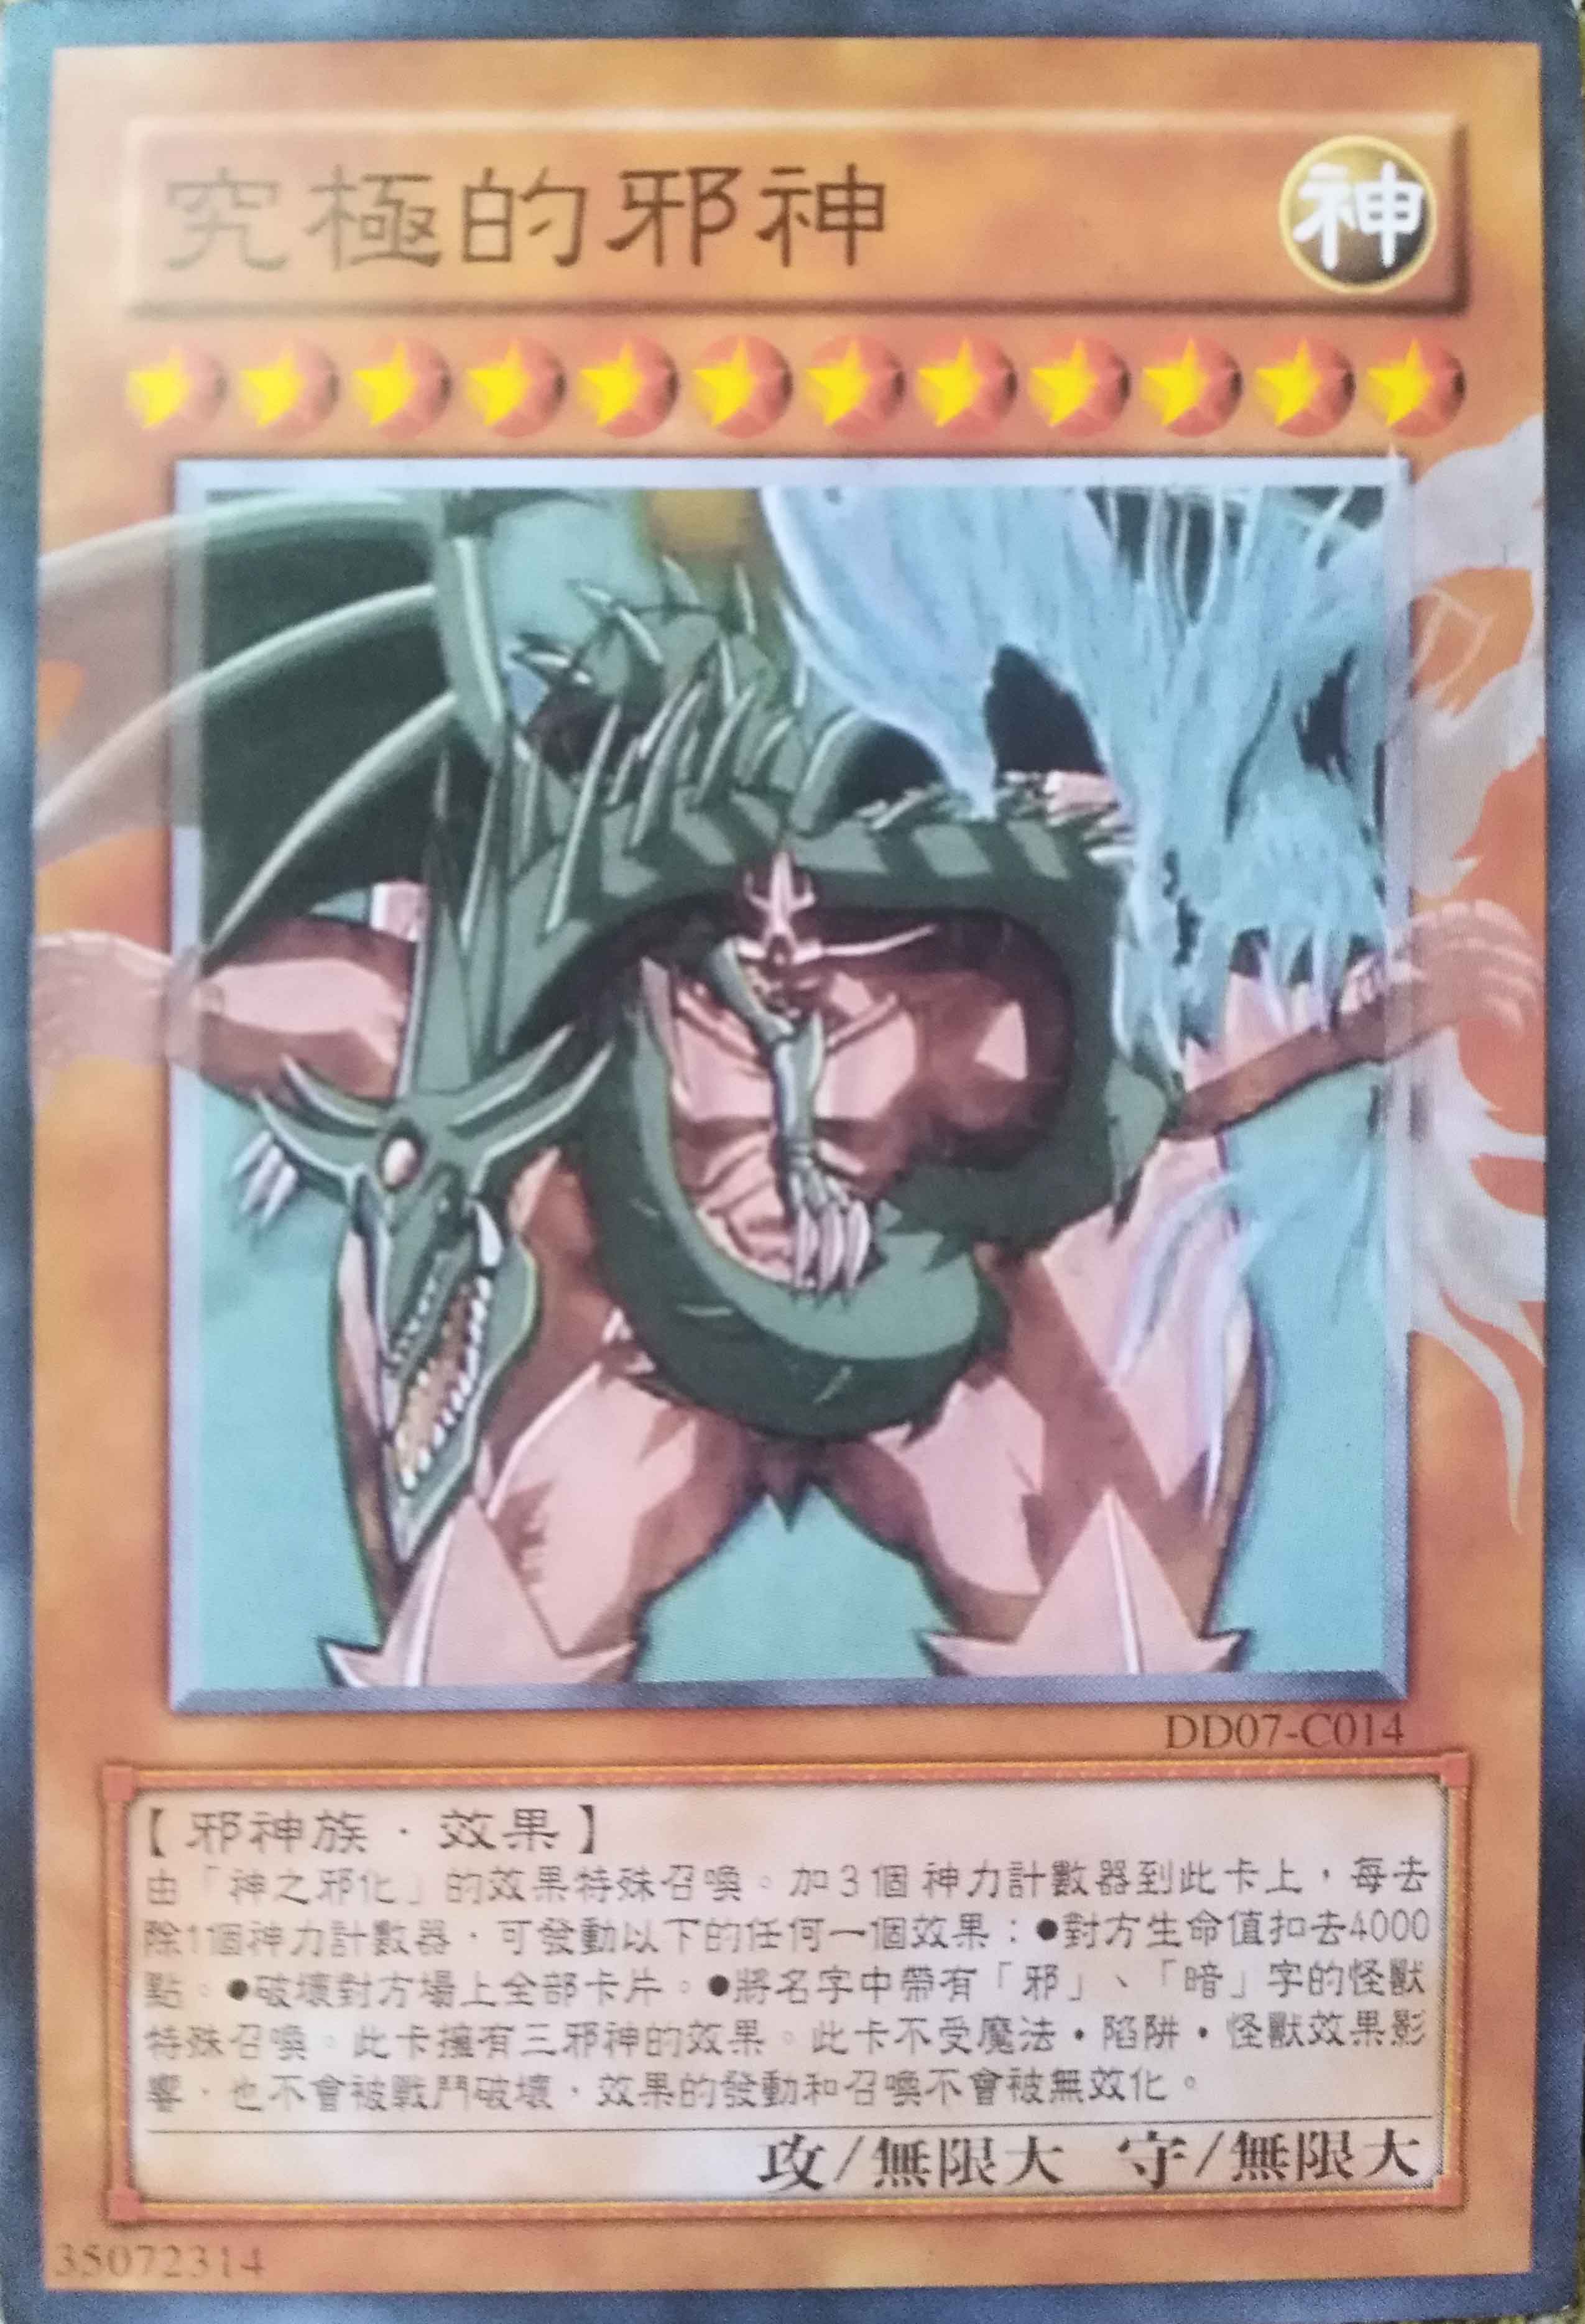 究極的邪神
神
DD07-C014
【邪神族·效果】
由「神之邪化」的效果特殊召喚。加3個神力計數器到此卡上，每去
除1個神力計數器，可發動以下的任何一個效果：●對方生命值扣去4000
點。●破壞對方場上全部卡片。●將名字中帶有「邪」、「暗」字的怪獸
特殊召喚。此卡擁有三邪神的效果。此卡不受魔法·陷阱·怪獸效果影
響，也不會被戰鬥破壞，效果的發動和召喚不會被無效化。
攻/無限大 守/無限大
35072314